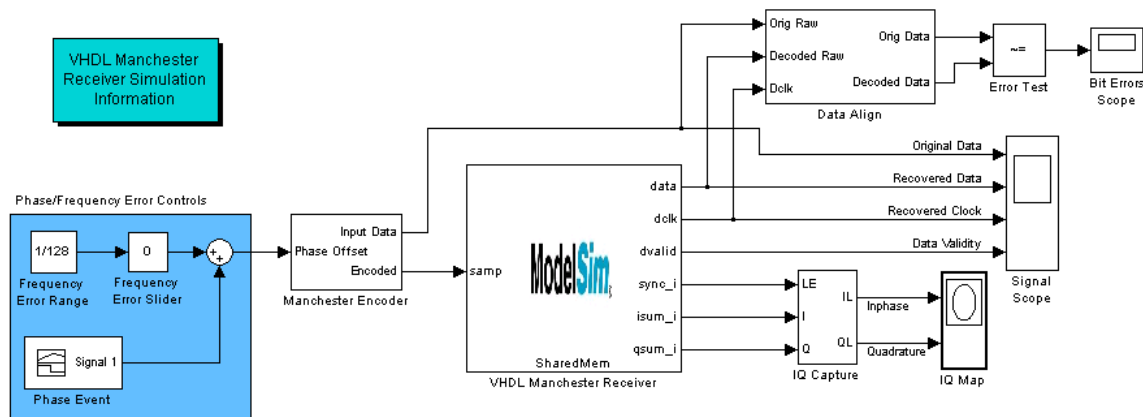 VHDL Manchester
Receiver Simulation
Information
Orig Raw
Decoded Raw
Dclk
Orig Data
Decoded Data
Data Align
~=
Error Test
Bit Errors
Scope
Phase/Frequency Error Controls
1/128
Frequency
Error Range
0
Frequency
Error Slider
+
+
Signal 1
Phase Event
Input Data
Phase Offset
Encoded
Manchester Encoder
samp
ModelSim
SharedMem
data
dclk
dvalid
sync_i
isum_i
qsum_i
VHDL Manchester Receiver
Original Data
Recovered Data
Recovered Clock
Data Validity
Signal
Scope
LE
I
Q
IL
QL
IQ Capture
Inphase
Quadrature
IQ Map